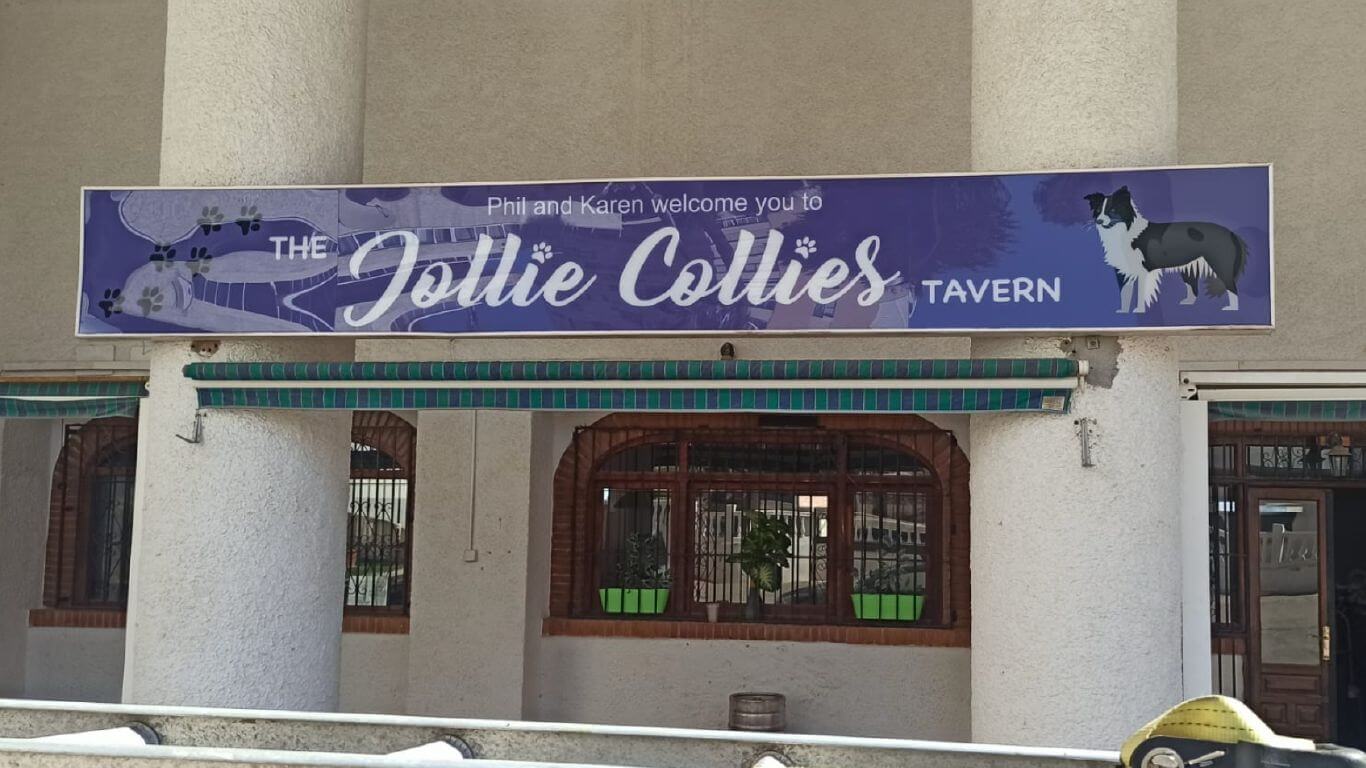 Phil and Karen welcome you to
THE Jollie Collies TAVERN